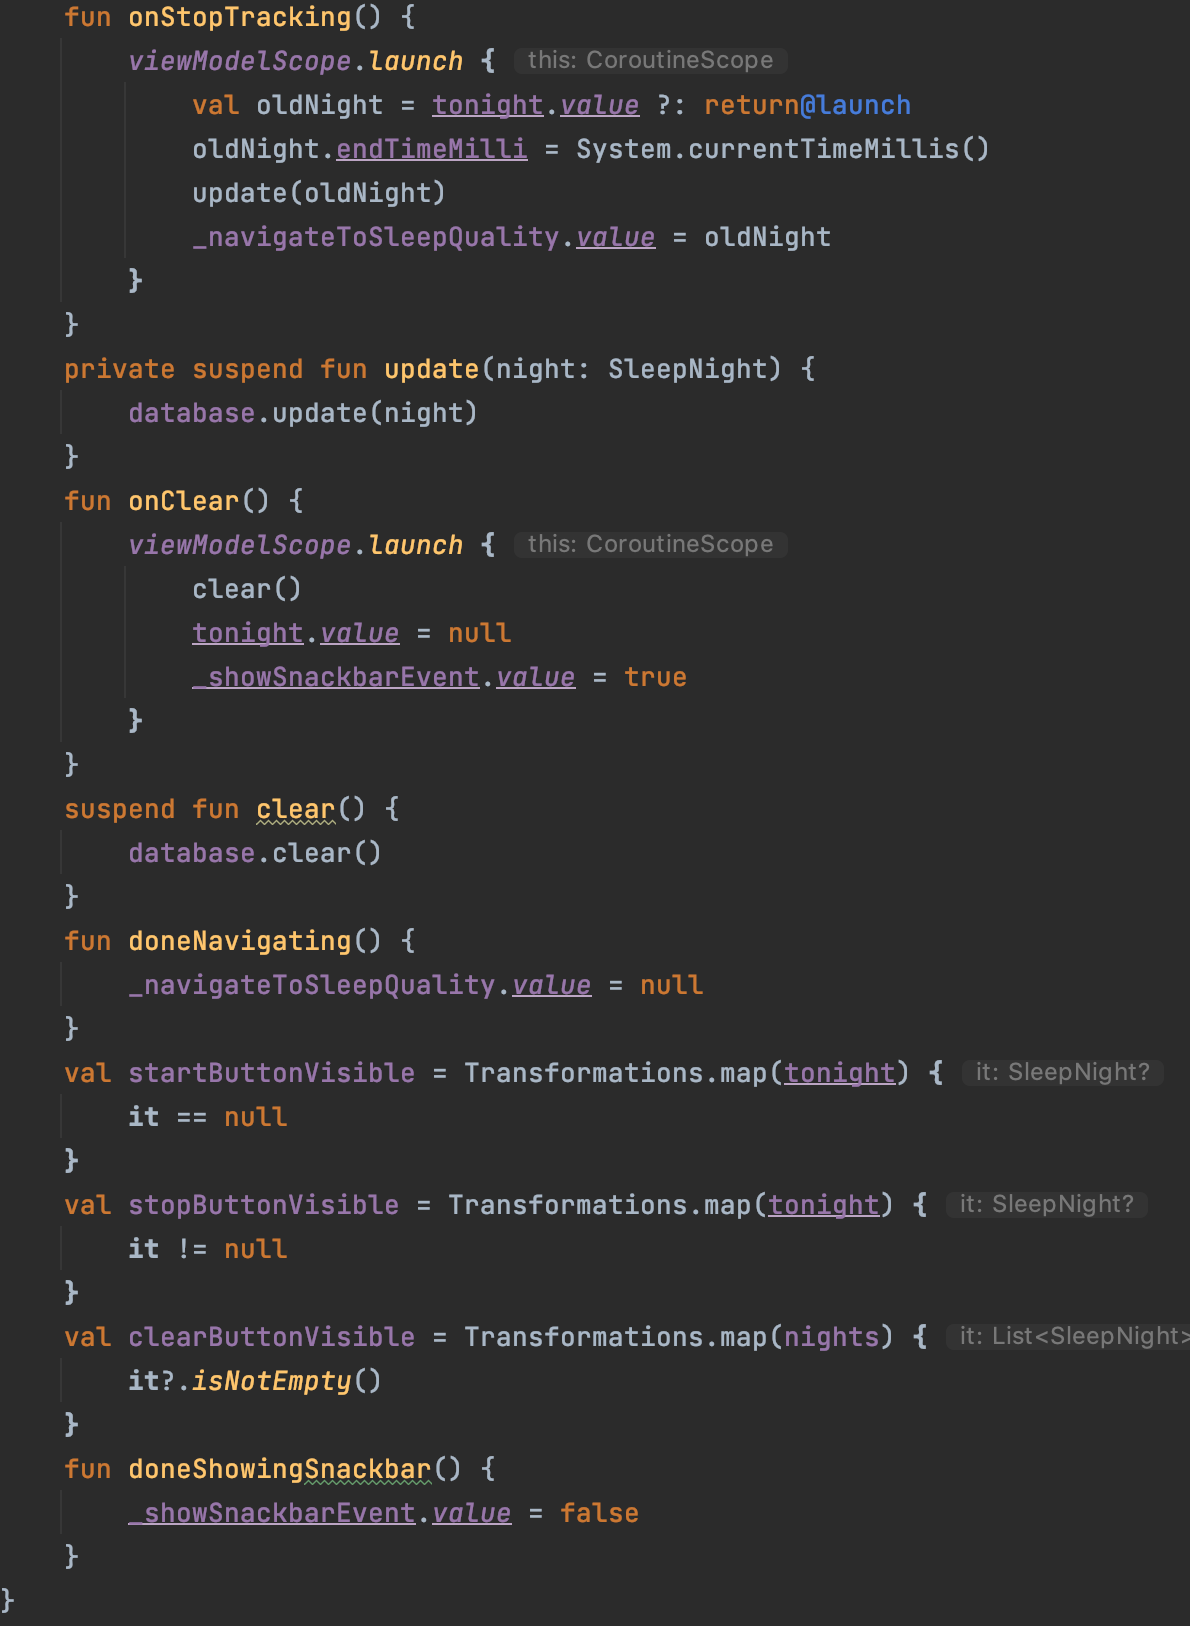 fun onStopTracking() {
viewModelScope.launch { this: CoroutineScope
val oldNight = tonight.value ?: return@launch
oldNight.endTimeMilli = System.currentTimeMillis()
update(oldNight)
_navigateToSleepQuality.value = oldNight
}
}
private suspend fun update(night: SleepNight) {
database.update(night)
}
fun onClear() {
viewModelScope.launch { this: CoroutineScope
clear()
tonight.value = null
_showSnackbarEvent.value = true
}
}
suspend fun clear() {
database.clear()
}
fun doneNavigating() {
_navigateToSleepQuality.value = null
}
val startButtonVisible = Transformations.map(tonight) { it: SleepNight?
it == null
}
val stopButtonVisible = Transformations.map(tonight) { it: SleepNight?
it != null
}
val clearButtonVisible = Transformations.map(nights) { it: List<SleepNight>
it?.isNotEmpty()
}
fun doneShowingSnackbar() {
_showSnackbarEvent.value = false
}
}